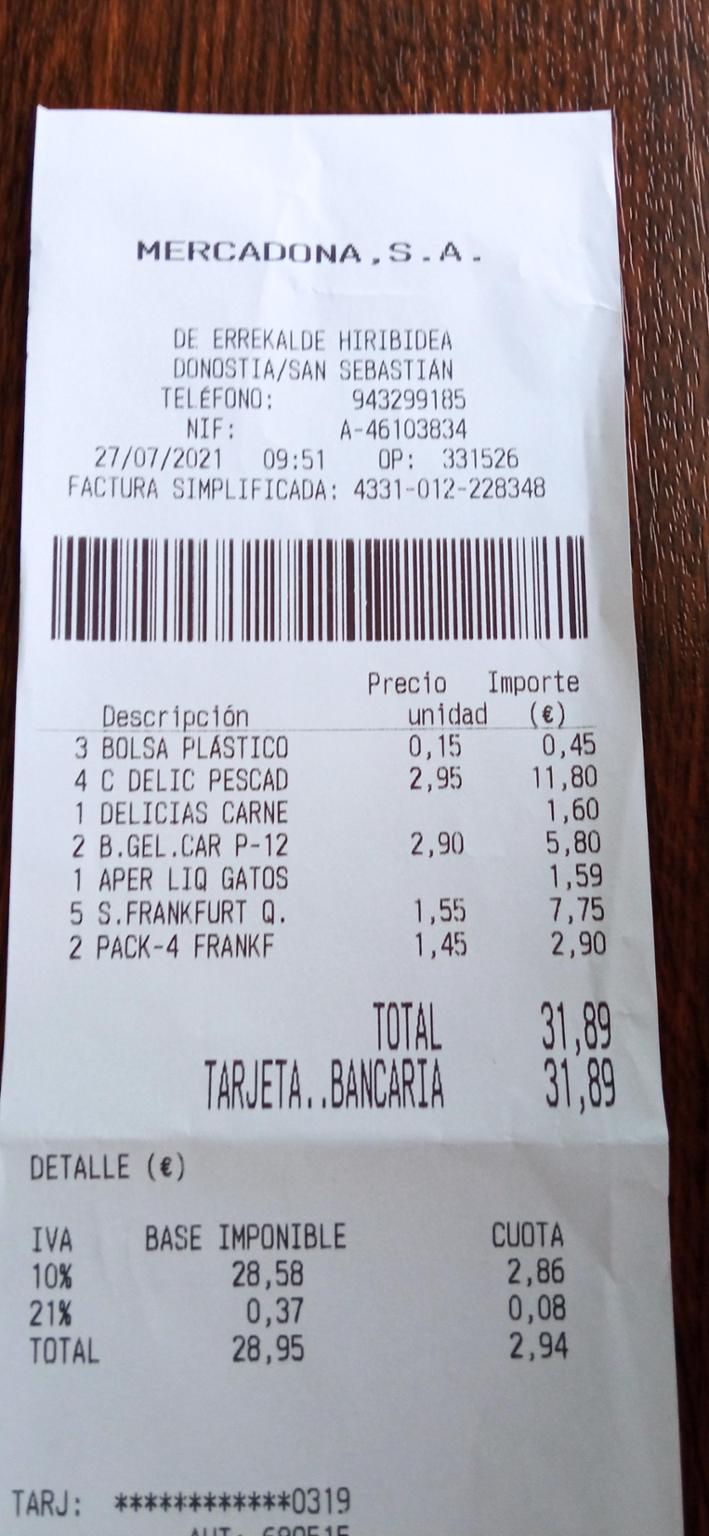 MERCADONA,S.A.
DE ERREKALDE HIRIBIDEA
DONOSTIA/SAN SEBASTIÁN
TELÉFONO: 943299185
NIF: A-46103834
27/07/2021 09:51 OP: 331526
FACTURA SIMPLIFICADA: 4331-012-228348
Precio Importe
Descripción unidad (€)
3 BOLSA PLÁSTICO 0,15 0,45
4 C DELIC PESCAD 2,95 11,80
1 DELICIAS CARNE 1,60
2 B.GEL.CAR P-12 2,90 5,80
1 APER LIQ GATOS 1,59
5 S.FRANKFURT Q. 1,55 7,75
2 PACK-4 FRANKF 1,45 2,90
TOTAL 31,89
TARJETA..BANCARIA 31,89
DETALLE (€)
IVA BASE IMPONIBLE CUOTA
10% 28,58 2,86
21% 0,37 0,08
TOTAL 28,95 2,94
TARJ: ************0319
AUT: